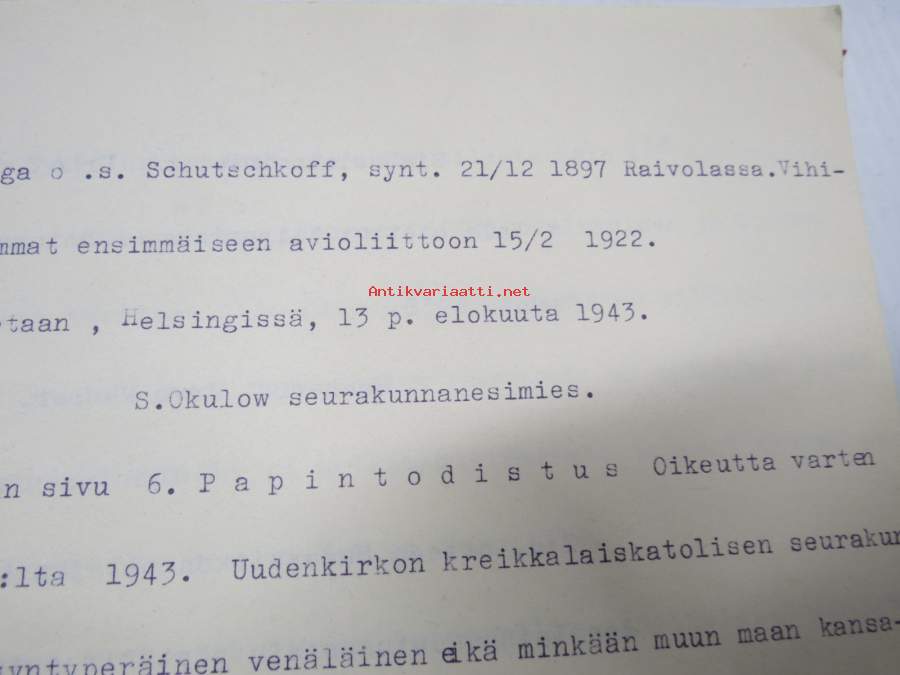 ga o .s. Schutschkoff, synt. 21/12 1897 Raivolassa.Vihi-
mmat ensimmäiseen avioliittoon 15/2 1922.
Antikvariaatti.net
taan , Helsingissä, 13 p. elokuuta 1943.
S.Okulow seurakunnanesimies.
n sivu 6. P a p i n t o d i s t u s Oikeutta varten
:lta 1943. Uudenkirkon kreikkalaiskatolisen seurakun
syntyperäinen venäläinen eikä minkään muun maan kansa-